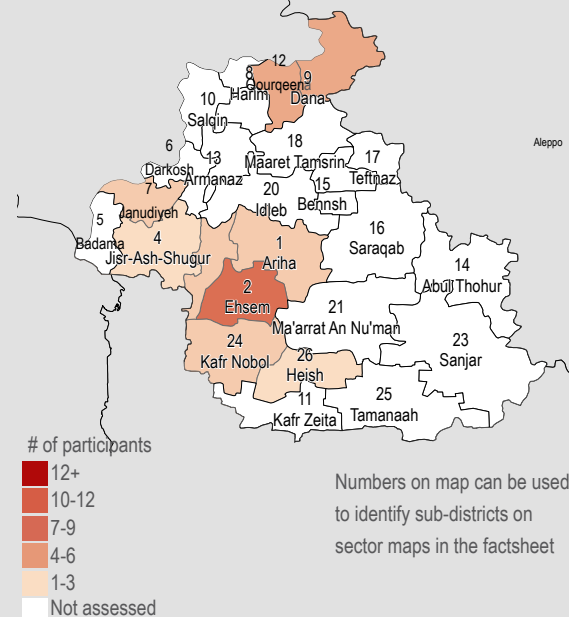 12
8
9
Qourqeena
Harim
Dana
10
Salqin
18
6
13
Maaret Tamsrin
17
Darkosh
Armanaz
Teftnaz
7
20
15
Janudiyeh
Idleb
Bennsh
5
4
16
Badama
Jisr-Ash-Shugur
1
Saraqab
Ariha
14
Abull Thohur
2
Ehsem
21
Ma'arrat An Nu'man
23
Sanjar
24
Kafr Nobol
26
Heish
25
11
Tamanaah
Kafr Zeita
Aleppo
# of participants
12+
10-12
7-9
4-6
1-3
Not assessed
Numbers on map can be used
to identify sub-districts on
sector maps in the factsheet